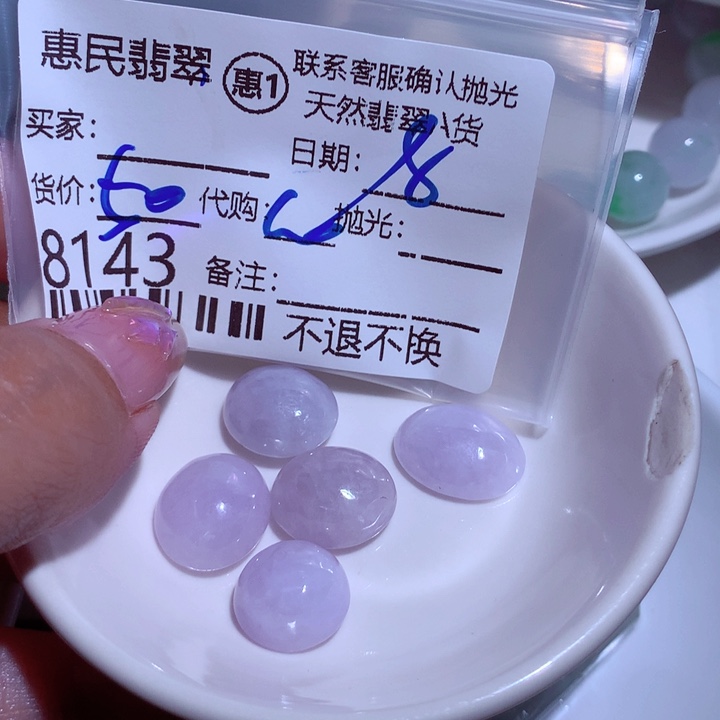 惠民翡翠 惠1 联系客服确认抛光
天然翡翠A货
买家:
日期: 8
货价: 50 代购: 抛光:
8143 备注:
不退不换